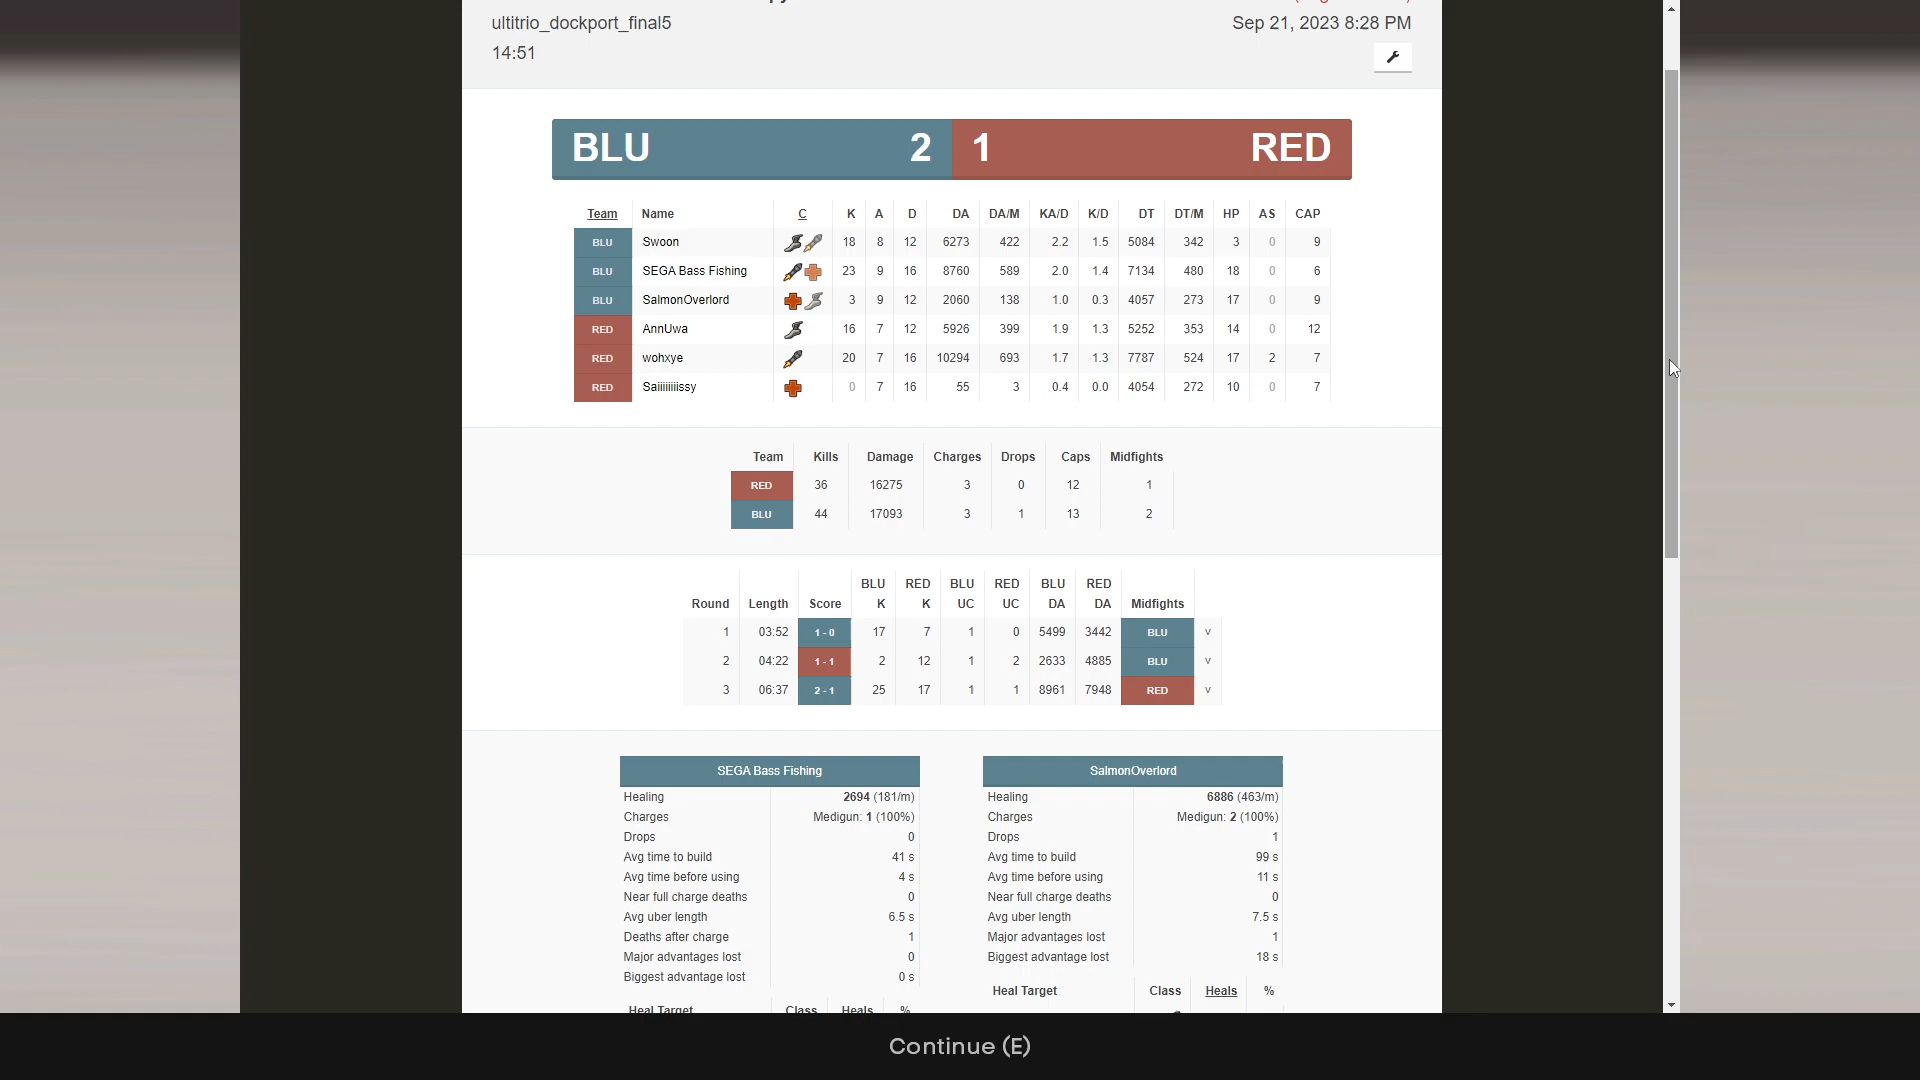 ultitrio_dockport_final5
Sep 21, 2023 8:28 PM
14:51
BLU 2 1 RED
Team Name C K A D DA DA/M KA/D K/D DT DT/M HP AS CAP
BLU Swoon 18 8 12 6273 422 2.2 1.5 5084 342 3 0 9
BLU SEGA Bass Fishing 23 9 16 8760 589 2.0 1.4 7134 480 18 0 6
BLU SalmonOverlord 3 9 12 2060 138 1.0 0.3 4057 273 17 0 9
RED AnnUwa 16 7 12 5926 399 1.9 1.3 5252 353 14 0 12
RED wohxye 20 7 16 10294 693 1.7 1.3 7787 524 17 2 7
RED Saiiiiiiiissy 0 7 16 55 3 0.4 0.0 4054 272 10 0 7
Team Kills Damage Charges Drops Caps Midfights
RED 36 16275 3 0 12 1
BLU 44 17093 3 1 13 2
BLU RED BLU RED BLU RED
Round Length Score K K UC UC DA DA Midfights
1 03:52 1 - 0 17 7 1 0 5499 3442 BLU v
2 04:22 1 - 1 2 12 1 2 2633 4885 BLU v
3 06:37 2 - 1 25 17 1 1 8961 7948 RED v
SEGA Bass Fishing
Healing 2694 (181/m)
Charges Medigun: 1 (100%)
Drops 0
Avg time to build 41 s
Avg time before using 4 s
Near full charge deaths 0
Avg uber length 6.5 s
Deaths after charge 1
Major advantages lost 0
Biggest advantage lost 0 s
Heal Target Class Heals %
SalmonOverlord
Healing 6886 (463/m)
Charges Medigun: 2 (100%)
Drops 1
Avg time to build 99 s
Avg time before using 11 s
Near full charge deaths 0
Avg uber length 7.5 s
Major advantages lost 1
Biggest advantage lost 18 s
Heal Target Class Heals %
Continue (E)